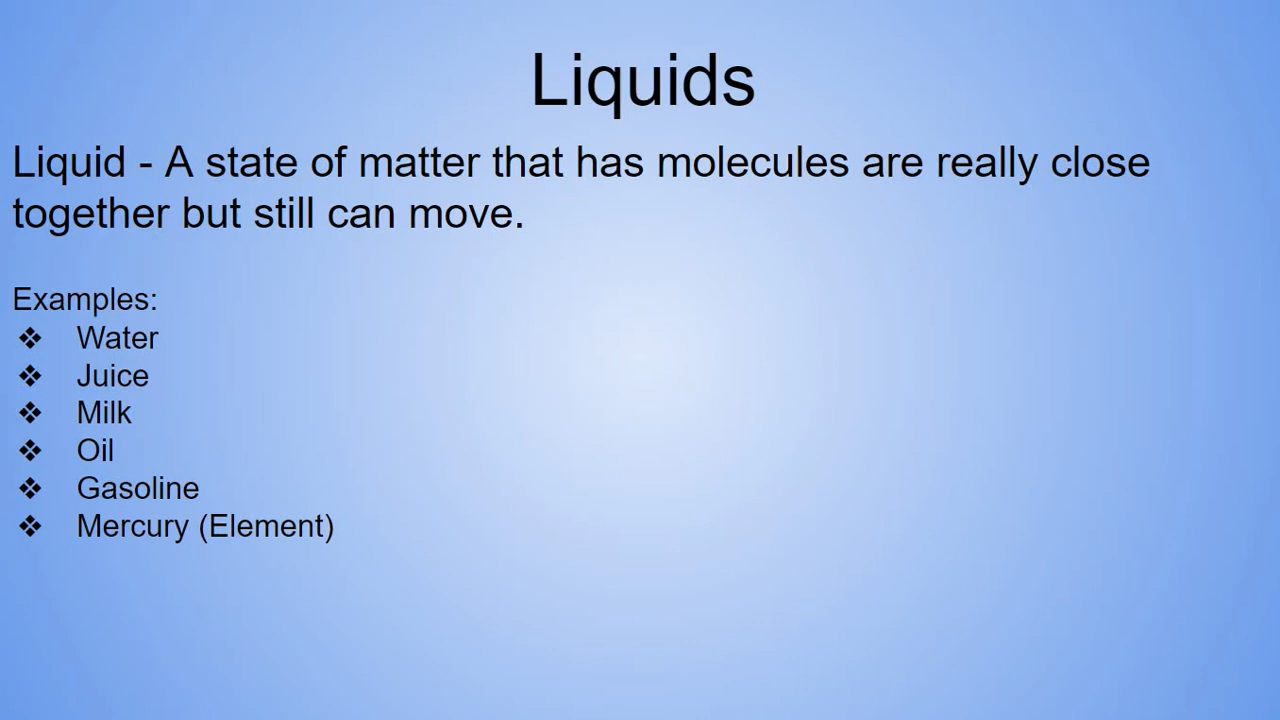 Liquids
Liquid - A state of matter that has molecules are really close
together but still can move.
Examples:
❖ Water
❖ Juice
❖ Milk
❖ Oil
❖ Gasoline
❖ Mercury (Element)